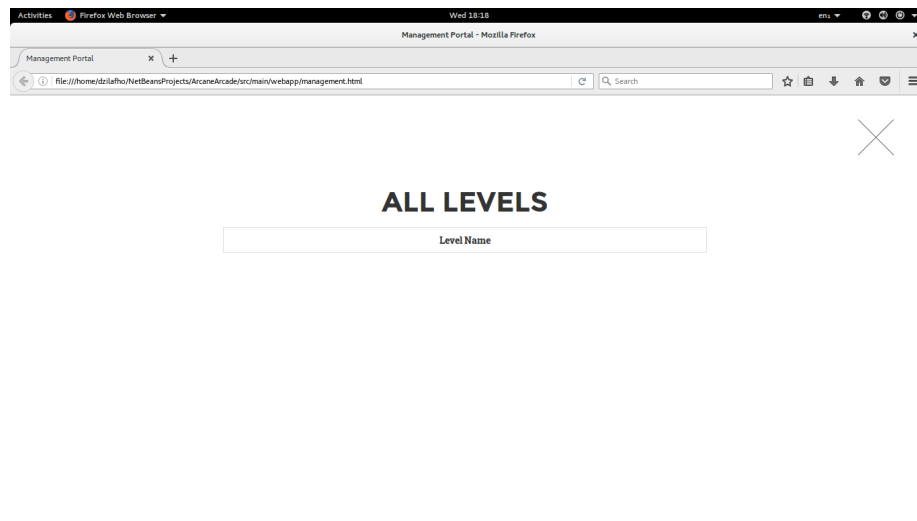 Activities Firefox Web Browser Wed 18:18 en₁
Management Portal - Mozilla Firefox
Management Portal
file:///home/dzilafho/NetBeansProjects/ArcaneArcade/src/main/webapp/management.html Search
ALL LEVELS
Level Name